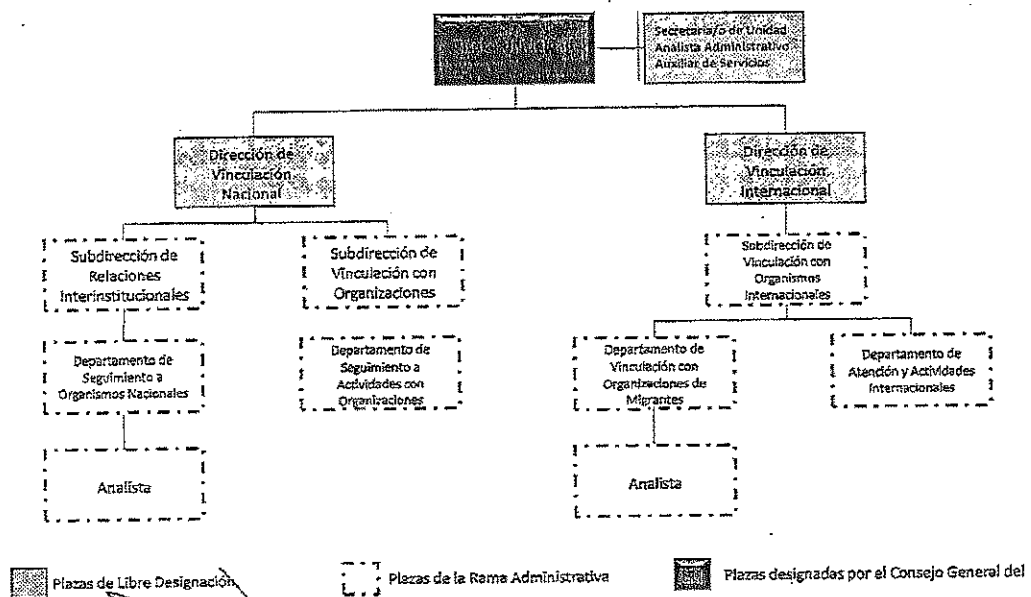 Secretaria/o de Unidad
Analista Administrativo
Auxiliar de Servicios
Dirección de
Vinculación
Nacional
Dirección de
Vinculación
Internacional
Subdirección de
Relaciones
Interinstitucionales
Subdirección de
Vinculación con
Organizaciones
Subdirección de
Vinculación con
Organismos
Internacionales
Departamento de
Seguimiento a
Organismos Nacionales
Departamento de
Seguimiento a
Actividades con
Organizaciones
Departamento de
Vinculación con
Organizaciones de
Migrantes
Departamento de
Atención y Actividades
Internacionales
Analista
Analista
Plazas de Libre Designación
Plazas de la Rama Administrativa
Plazas designadas por el Consejo General del